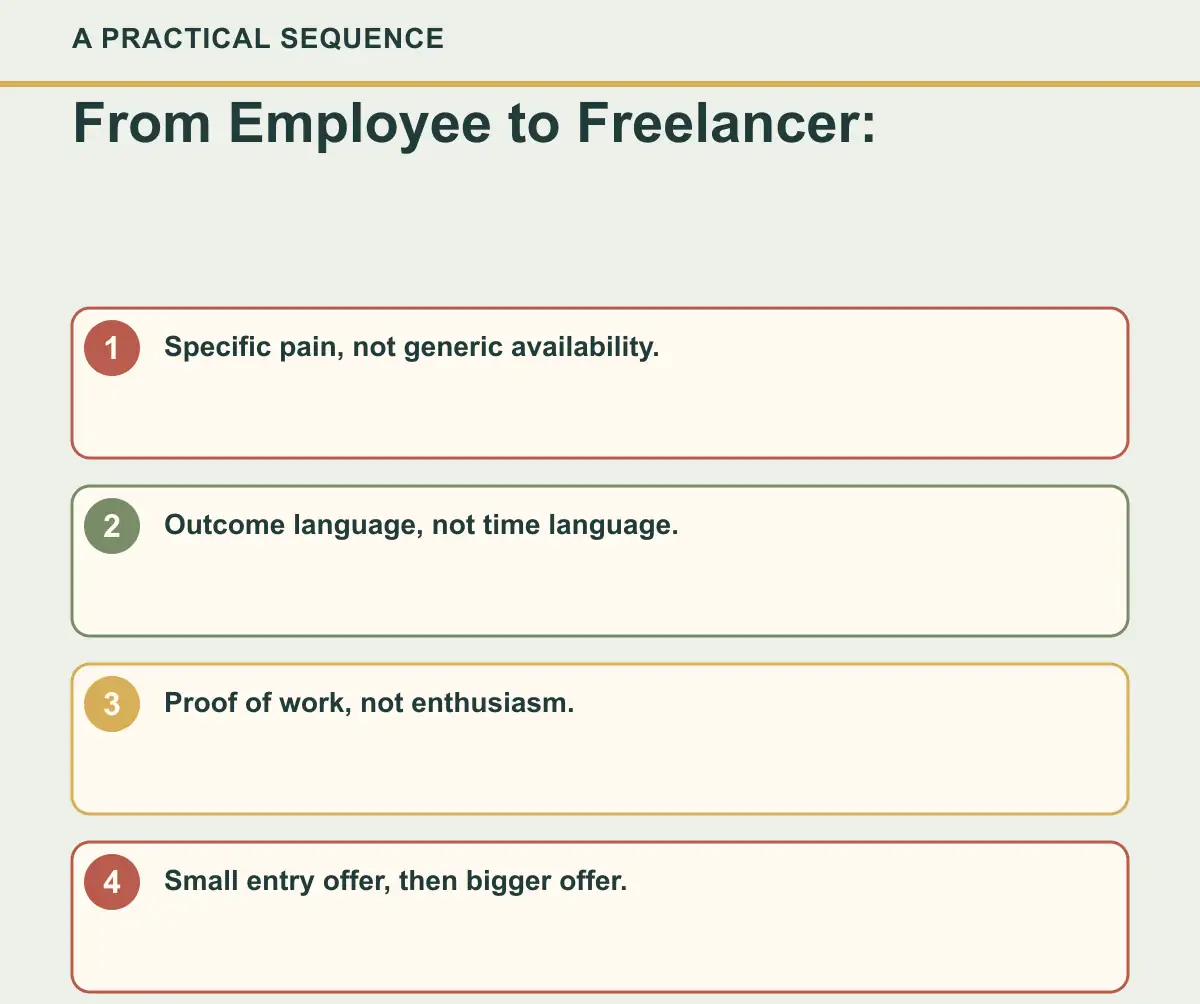 A PRACTICAL SEQUENCE
From Employee to Freelancer:
1 Specific pain, not generic availability.
2 Outcome language, not time language.
3 Proof of work, not enthusiasm.
4 Small entry offer, then bigger offer.